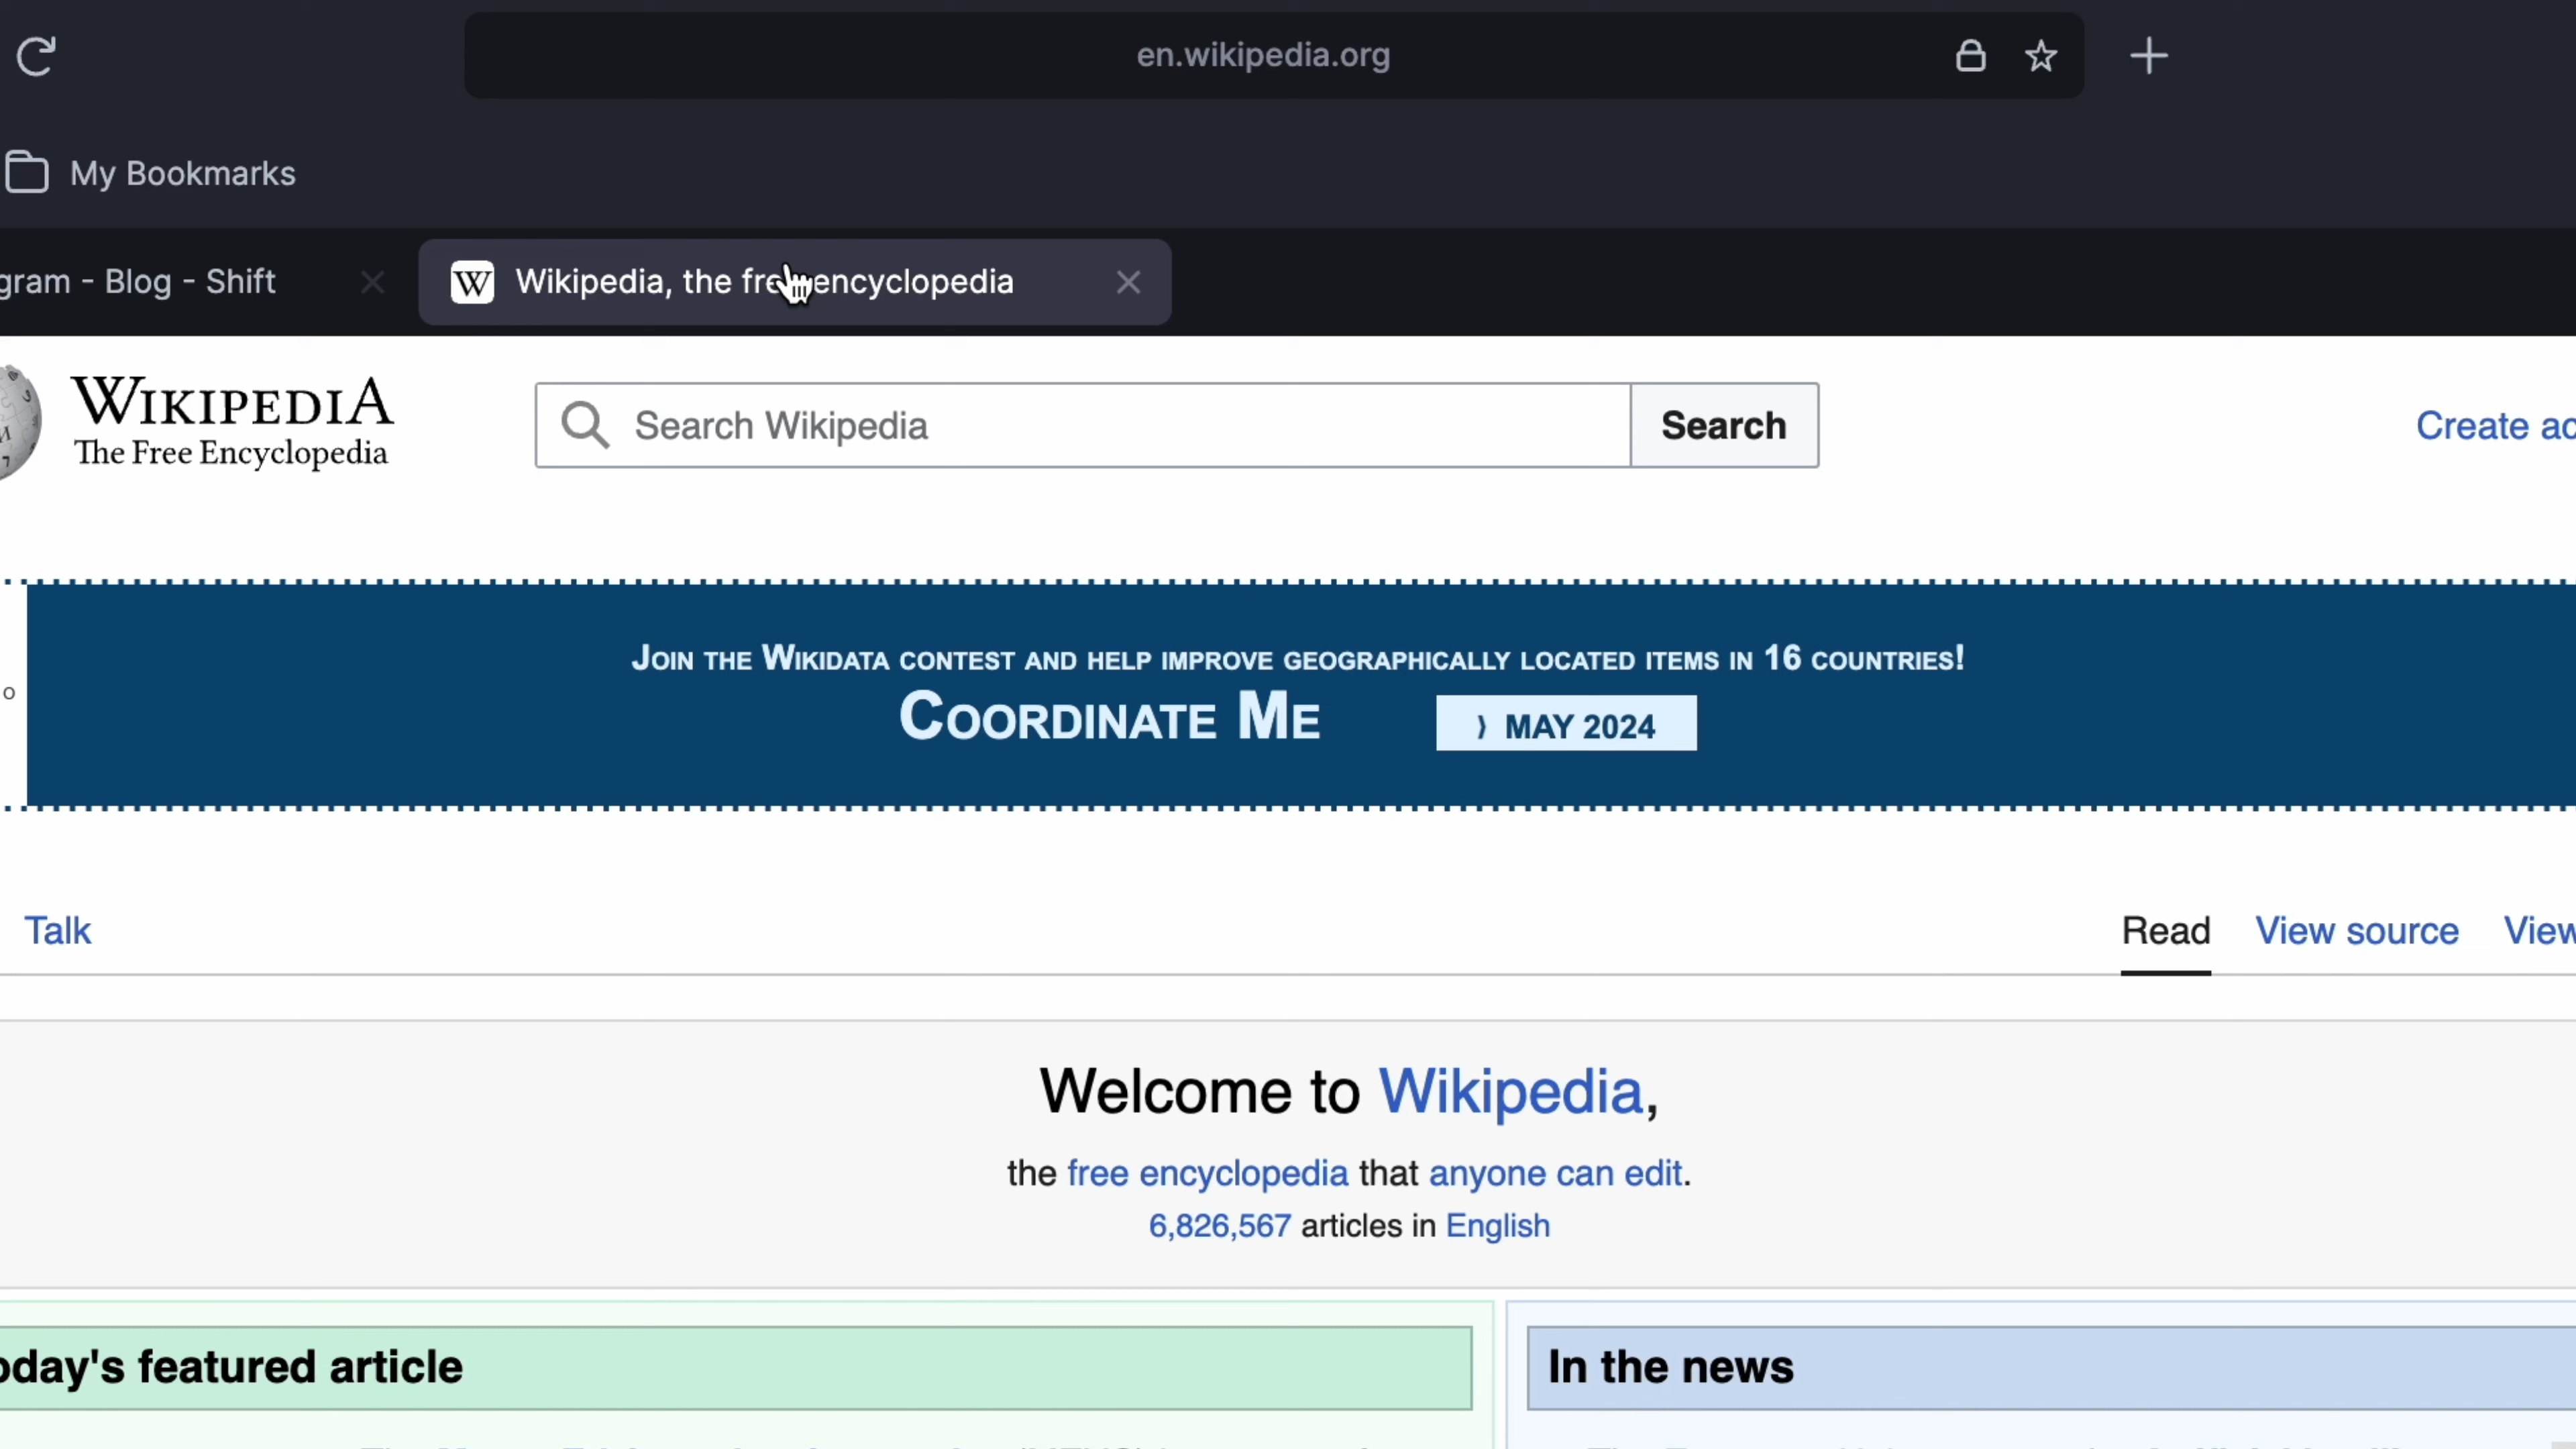 en.wikipedia.org
My Bookmarks
gram - Blog - Shift
Wikipedia, the fre encyclopedia
WIKIPEDIA
The Free Encyclopedia
Search Wikipedia
Search
Create ac
JOIN THE WIKIDATA CONTEST AND HELP IMPROVE GEOGRAPHICALLY LOCATED ITEMS IN 16 COUNTRIES!
o
COORDINATE ME
⟩ MAY 2024
Talk
Read
View source
View
Welcome to Wikipedia,
the free encyclopedia that anyone can edit.
6,826,567 articles in English
oday's featured article
In the news